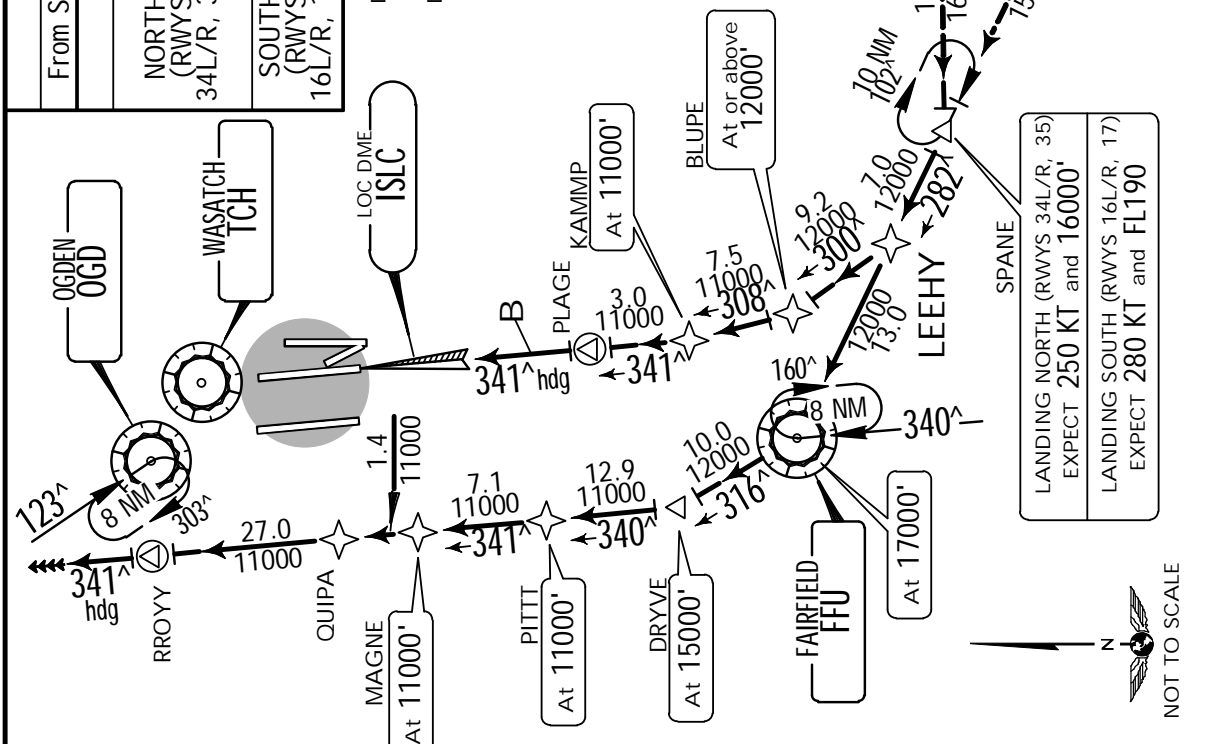 From S
NORTH
(RWYS
34L/R,
SOUTH
(RWYS
16L/R,
OGDEN
OGD
WASATCH
TCH
LOC DME
ISLC
123^
8 NM
303^
341^
hdg
RROYY
27.0
11000
QUIPA
1.4
11000
MAGNE
At 11000'
7.1
11000
341^
PITTT
At 11000'
12.9
11000
340^
DRYVE
At 15000'
10.0
12000
316^
FAIRFIELD
FFU
At 17000'
8 NM
160^
340^
12000
13.0
LEEHY
B
341^ hdg
PLAGE
3.0
11000
341^
KAMMP
At 11000'
7.5
11000
308^
BLUPE
At or above
12000'
9.2
12000
300^
7.0
12000
282^
10 NM
102^
SPANE
LANDING NORTH (RWYS 34L/R, 35)
EXPECT 250 KT and 16000'
LANDING SOUTH (RWYS 16L/R, 17)
EXPECT 280 KT and FL190
N
NOT TO SCALE